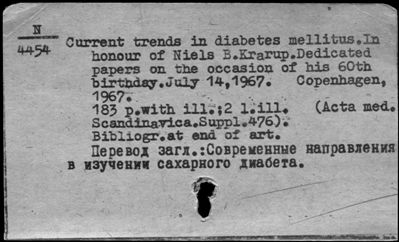 N
4454
Current trends in diabetes mellitus.In
honour of Niels B.Krarup.Dedicated
papers on the occasion of his 60th
birthday.July 14,1967. Copenhagen,
1967.
183 p.with ill.;2 l.ill. (Acta med.
Scandinavica.Suppl.476).
Bibliogr.at end of art.
Перевод загл.:Современные направления
в изучении сахарного диабета.